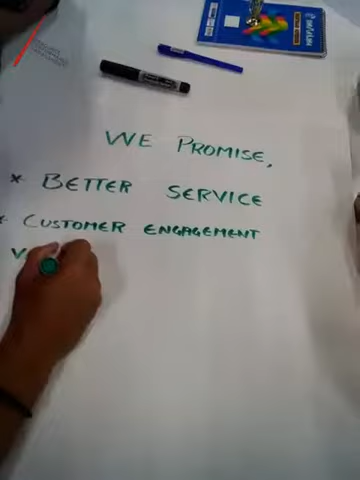 WE PROMISE,
* BETTER SERVICE
* CUSTOMER ENGAGEMENT